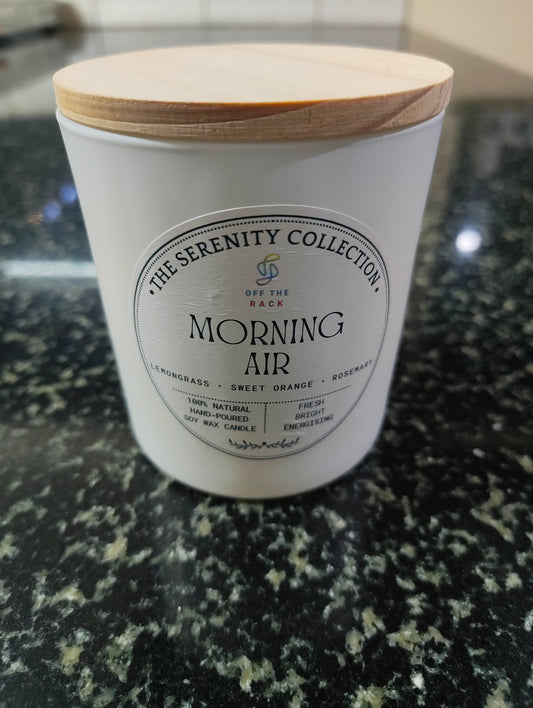 • THE SERENITY COLLECTION •
OFF THE
RACK
MORNING
AIR
LEMONGRASS • SWEET ORANGE • ROSEMARY
100% NATURAL
HAND-POURED
SOY WAX CANDLE
FRESH
BRIGHT
ENERGISING